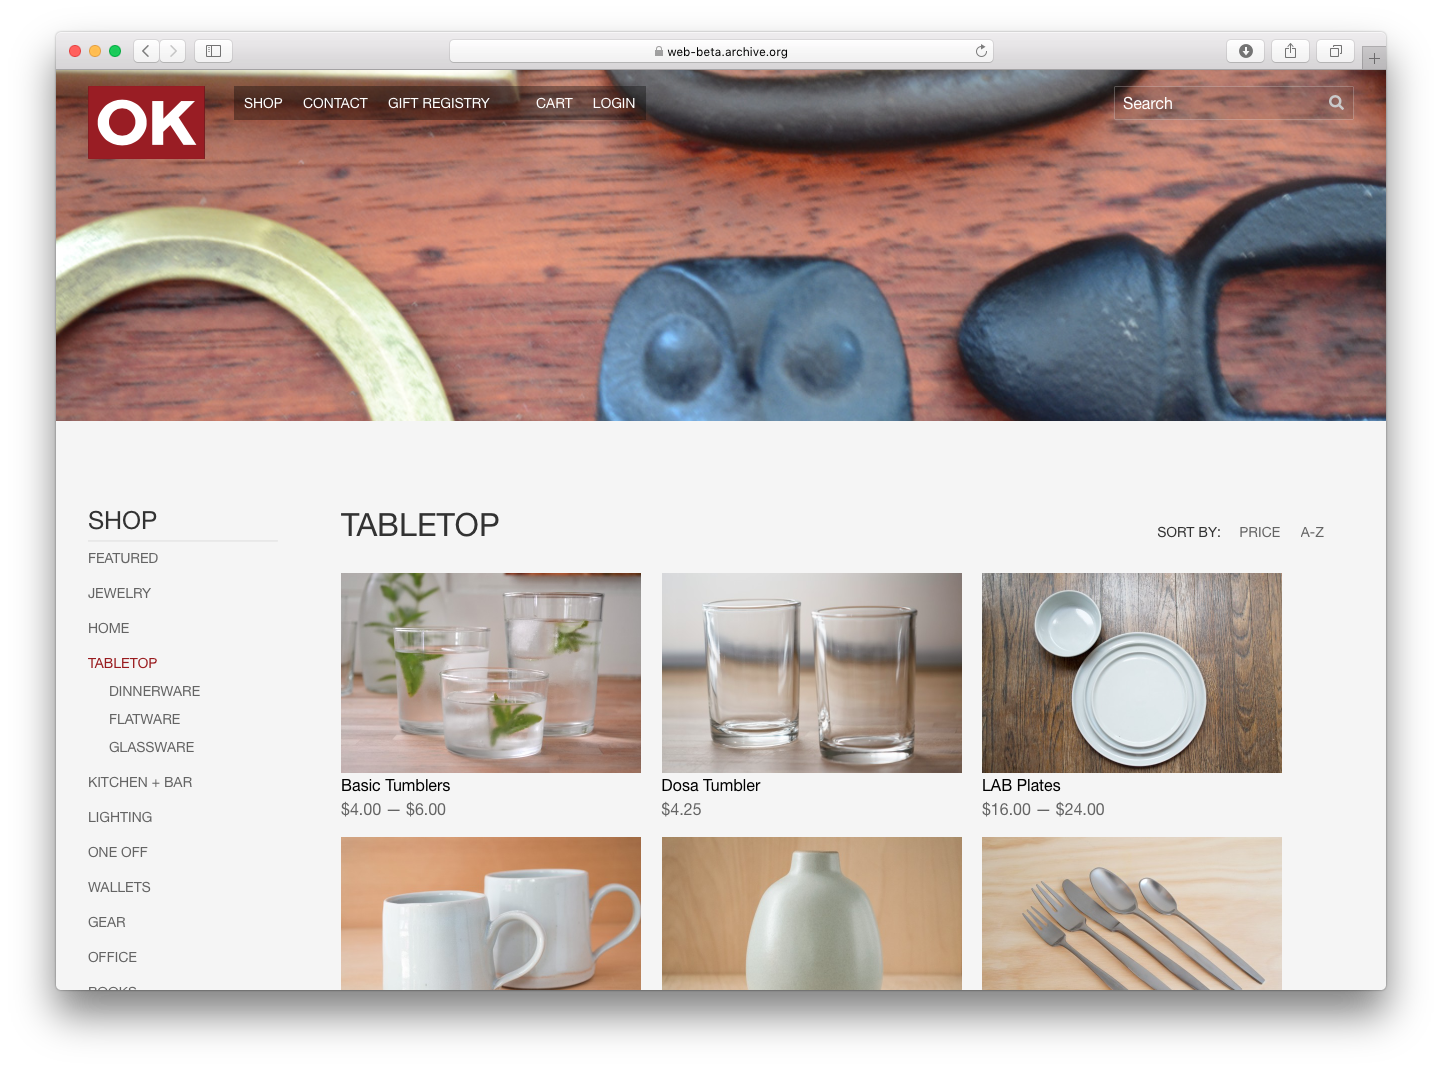 web-beta.archive.org
OK
SHOP CONTACT GIFT REGISTRY CART LOGIN
Search
SHOP
FEATURED
JEWELRY
HOME
TABLETOP
DINNERWARE
FLATWARE
GLASSWARE
KITCHEN + BAR
LIGHTING
ONE OFF
WALLETS
GEAR
OFFICE
BOOKS
TABLETOP
SORT BY: PRICE A-Z
Basic Tumblers
$4.00 — $6.00
Dosa Tumbler
$4.25
LAB Plates
$16.00 — $24.00